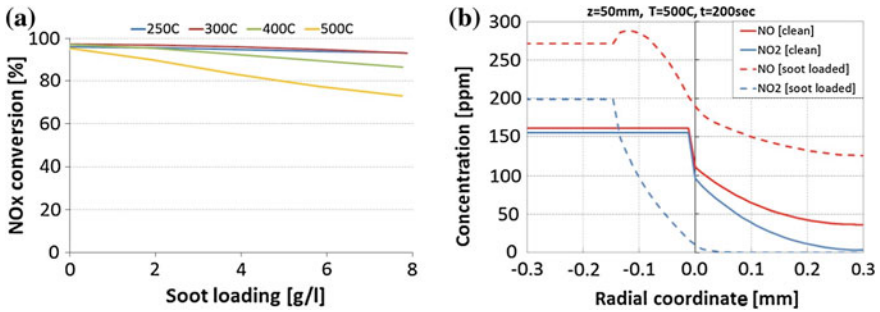 (a)
250C 300C 400C 500C
NOx conversion [%]
100
80
60
40
20
0
0 2 4 6 8
Soot loading [g/l]
(b)
z=50mm, T=500C, t=200sec
NO [clean]
NO2 [clean]
NO [soot loaded]
NO2 [soot loaded]
Concentration [ppm]
300
250
200
150
100
50
0
-0.3 -0.2 -0.1 0.0 0.1 0.2 0.3
Radial coordinate [mm]